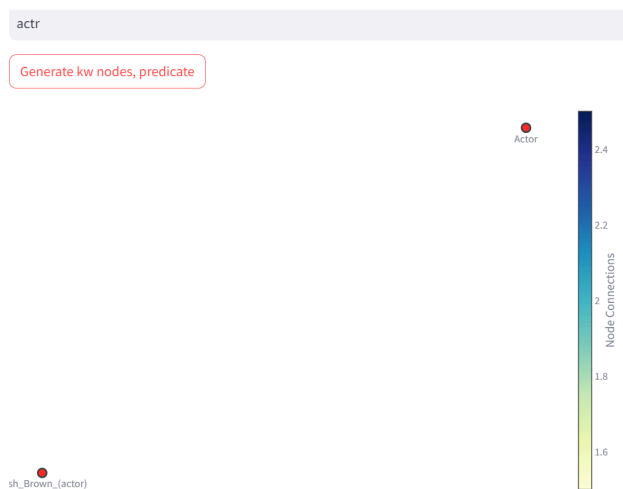 actr
Generate kw nodes, predicate
Actor
2.4
2.2
2
1.8
1.6
Node Connections
sh_Brown_(actor)